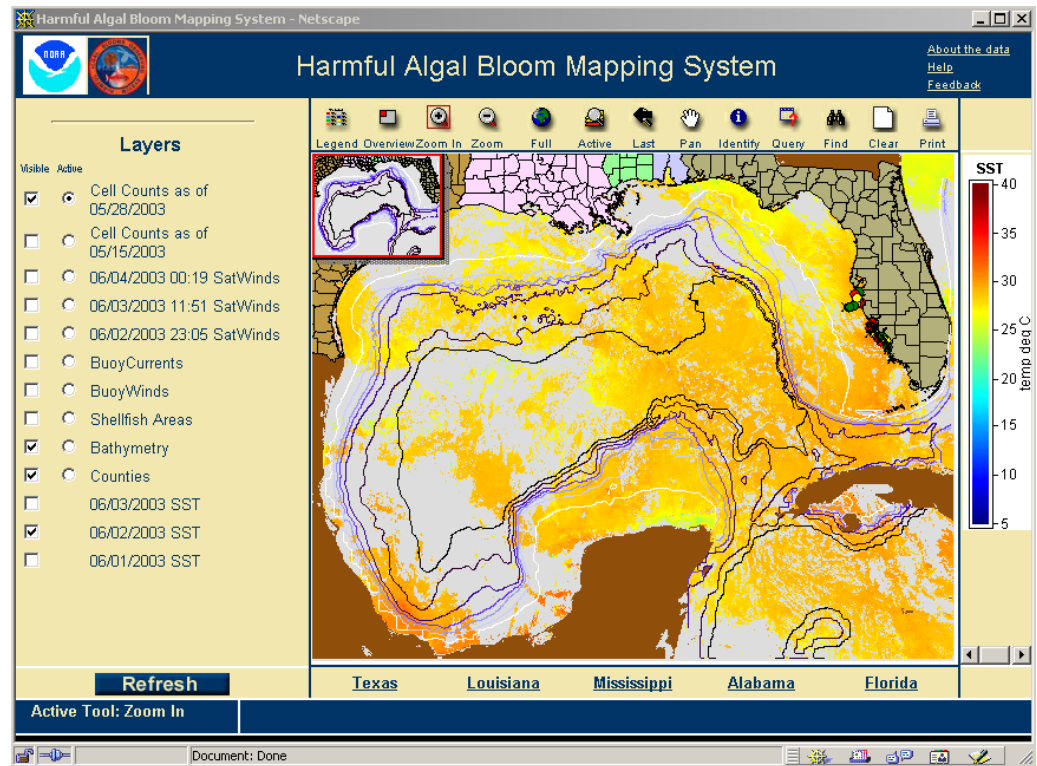 Harmful Algal Bloom Mapping System - Netscape
NOAA
Harmful Algal Bloom Mapping System
About the data
Help
Feedback
Legend Overview Zoom In Zoom Full Active Last Pan Identify Query Find Clear Print
Layers
Visible Active
Cell Counts as of
05/28/2003
Cell Counts as of
05/15/2003
06/04/2003 00:19 SatWinds
06/03/2003 11:51 SatWinds
06/02/2003 23:05 SatWinds
BuoyCurrents
BuoyWinds
Shellfish Areas
Bathymetry
Counties
06/03/2003 SST
06/02/2003 SST
06/01/2003 SST
SST
40
35
30
25
20
15
10
5
temp deg C
Refresh
Texas Louisiana Mississippi Alabama Florida
Active Tool: Zoom In
Document: Done